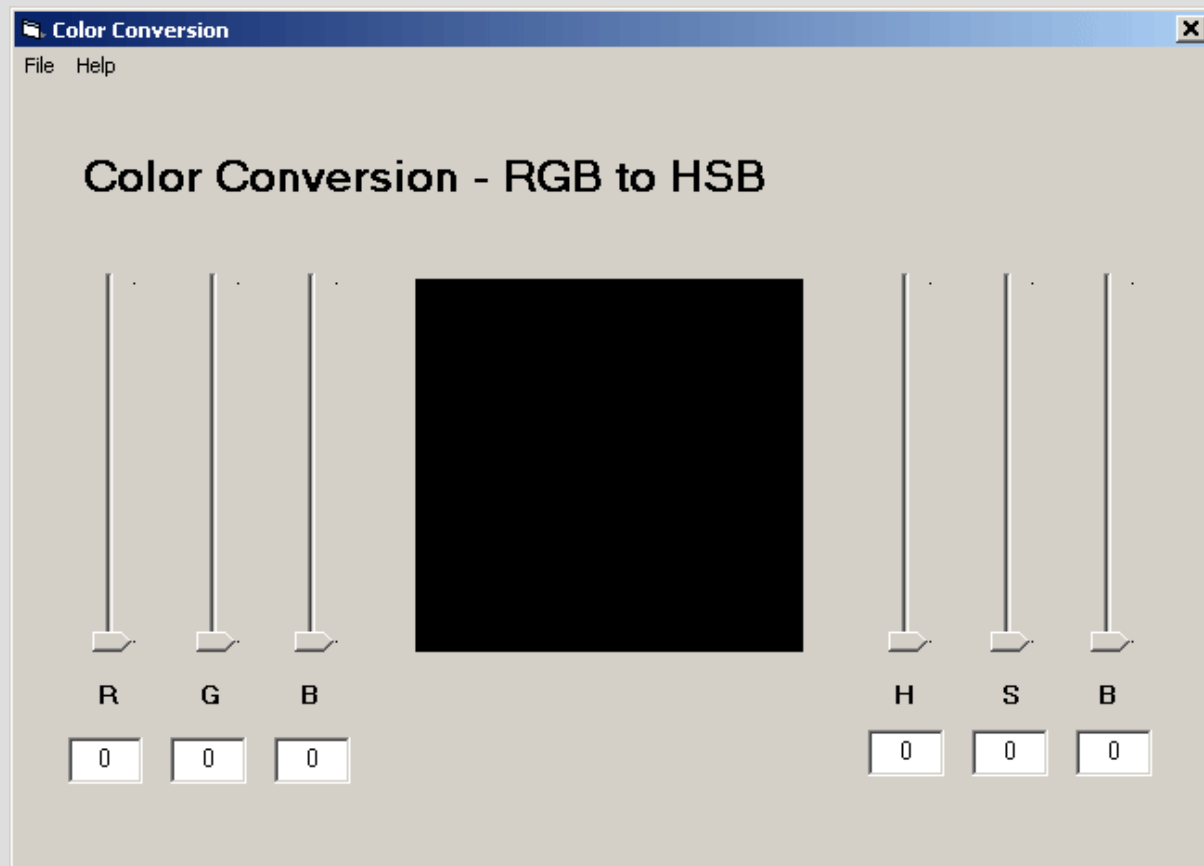 Color Conversion
File Help
Color Conversion - RGB to HSB
R G B H S B
0 0 0 0 0 0